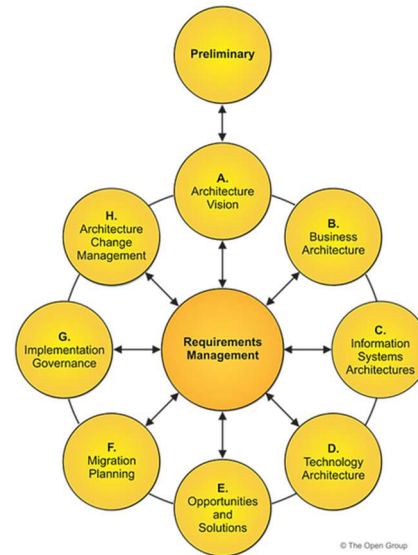 Preliminary
A.
Architecture
Vision
B.
Business
Architecture
C.
Information
Systems
Architectures
D.
Technology
Architecture
E.
Opportunities
and
Solutions
F.
Migration
Planning
G.
Implementation
Governance
H.
Architecture
Change
Management
Requirements
Management
© The Open Group